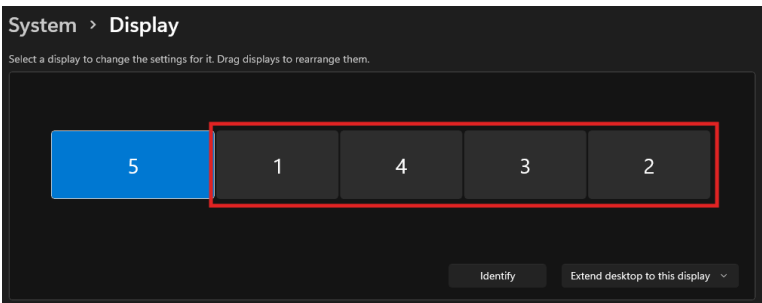 System > Display
Select a display to change the settings for it. Drag displays to rearrange them.
5 1 4 3 2
Identify Extend desktop to this display